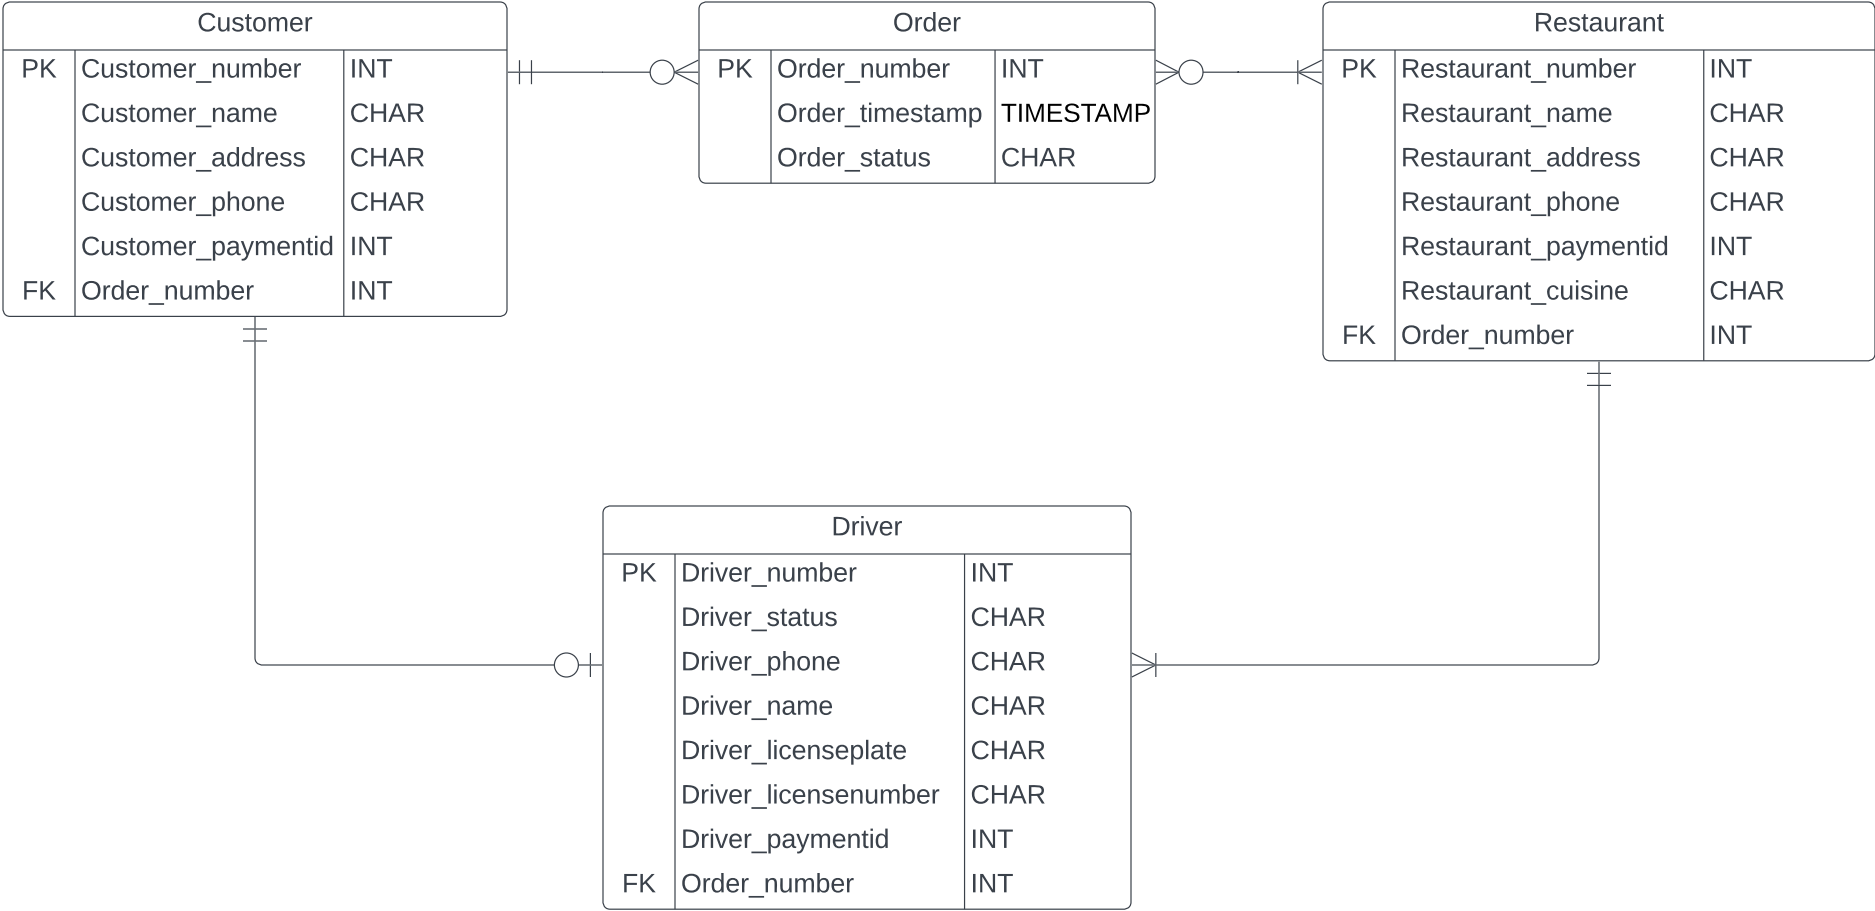 Customer
PK Customer_number INT
Customer_name CHAR
Customer_address CHAR
Customer_phone CHAR
Customer_paymentid INT
FK Order_number INT
Order
PK Order_number INT
Order_timestamp TIMESTAMP
Order_status CHAR
Restaurant
PK Restaurant_number INT
Restaurant_name CHAR
Restaurant_address CHAR
Restaurant_phone CHAR
Restaurant_paymentid INT
Restaurant_cuisine CHAR
FK Order_number INT
Driver
PK Driver_number INT
Driver_status CHAR
Driver_phone CHAR
Driver_name CHAR
Driver_licenseplate CHAR
Driver_licensenumber CHAR
Driver_paymentid INT
FK Order_number INT